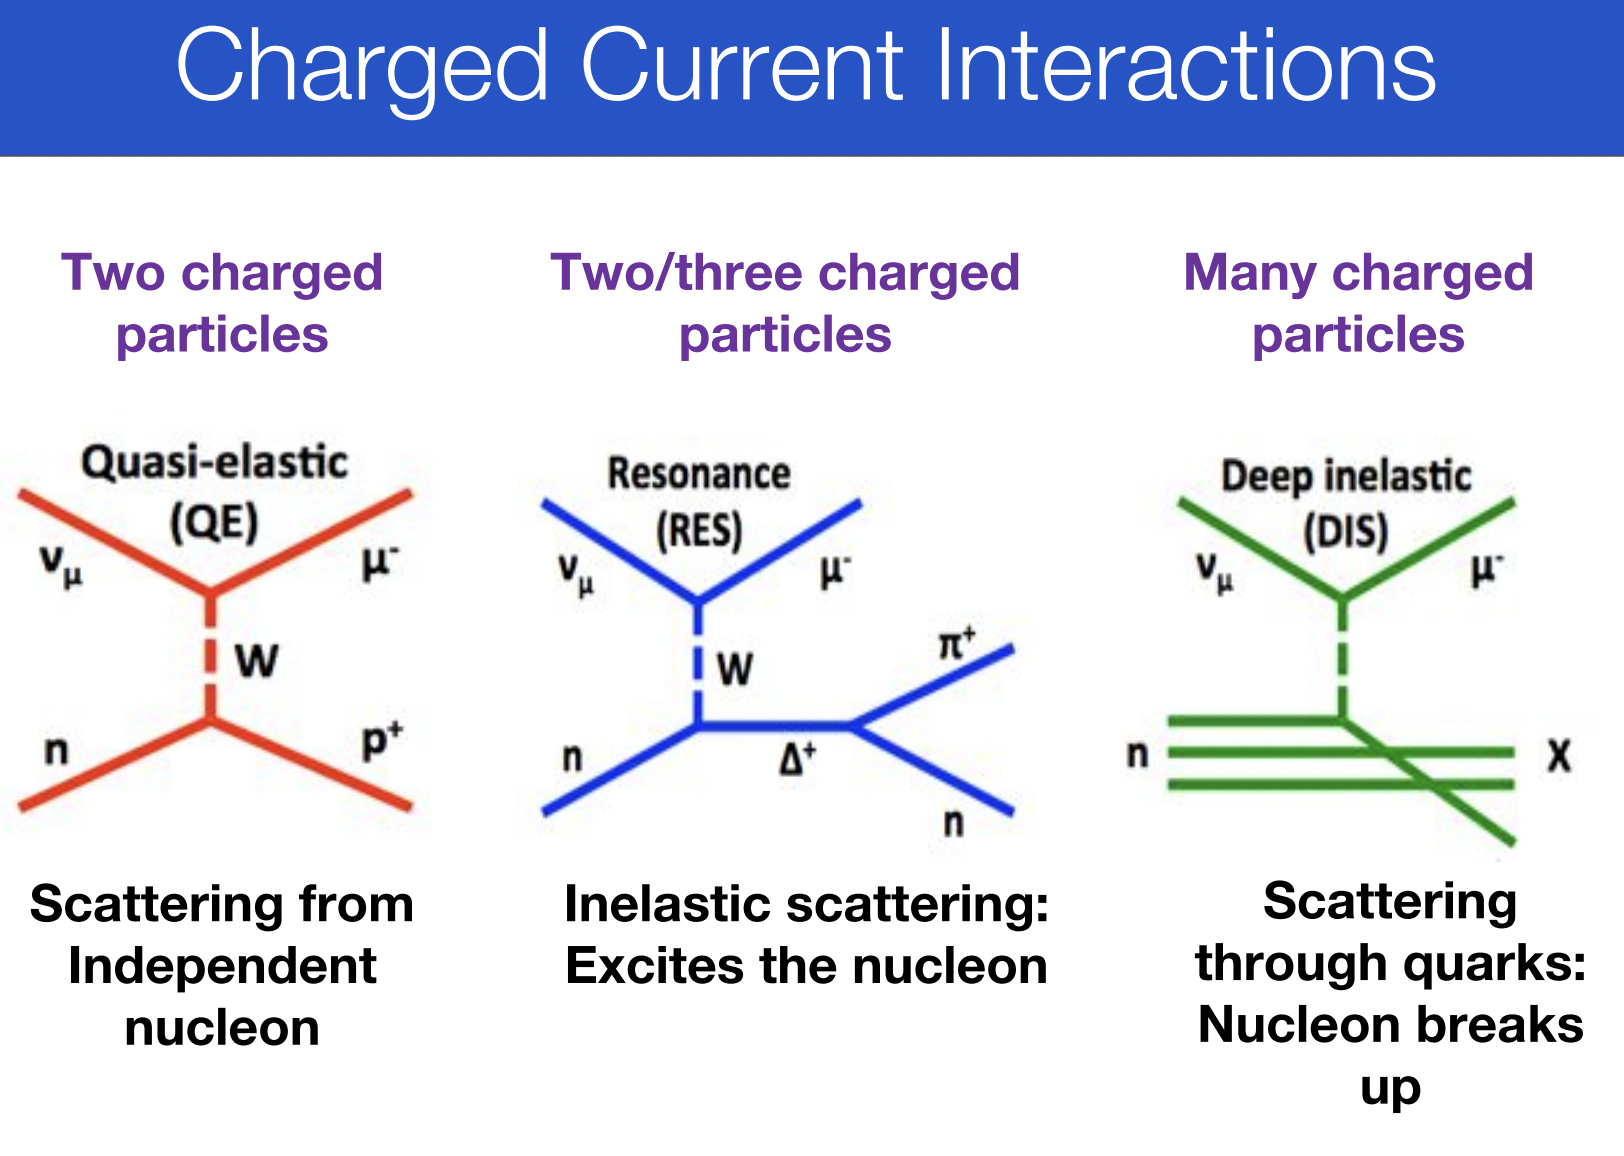 Charged Current Interactions
Two charged
particles
Quasi-elastic
(QE)
νμ
μ-
W
n
p+
Scattering from
Independent
nucleon
Two/three charged
particles
Resonance
(RES)
νμ
μ-
π+
W
n
Δ+
n
Inelastic scattering:
Excites the nucleon
Many charged
particles
Deep inelastic
(DIS)
νμ
μ-
n
X
Scattering
through quarks:
Nucleon breaks
up